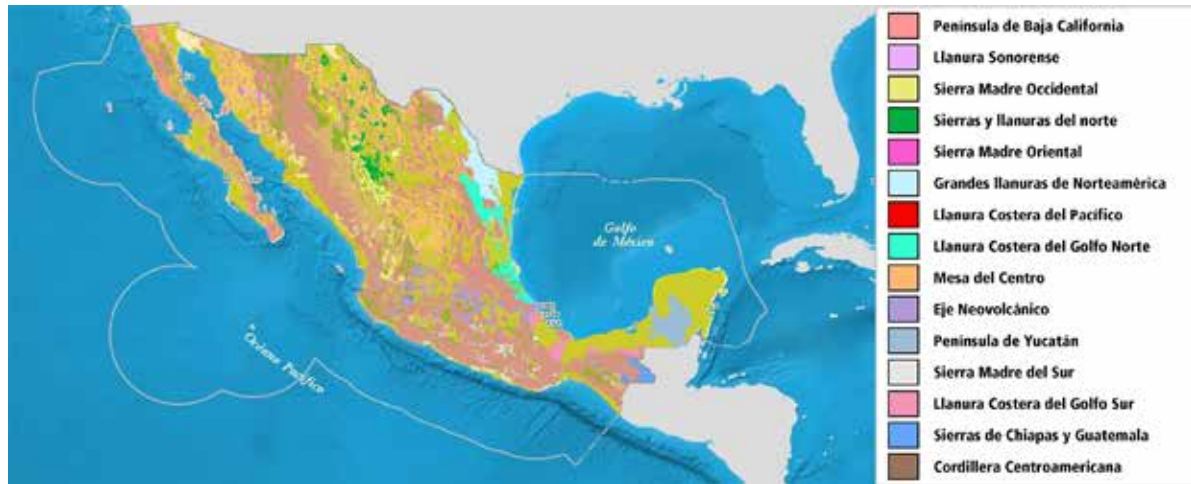 Golfo
de México
Océano Pacífico
Península de Baja California
Llanura Sonorense
Sierra Madre Occidental
Sierras y llanuras del norte
Sierra Madre Oriental
Grandes llanuras de Norteamérica
Llanura Costera del Pacífico
Llanura Costera del Golfo Norte
Mesa del Centro
Eje Neovolcánico
Península de Yucatán
Sierra Madre del Sur
Llanura Costera del Golfo Sur
Sierras de Chiapas y Guatemala
Cordillera Centroamericana